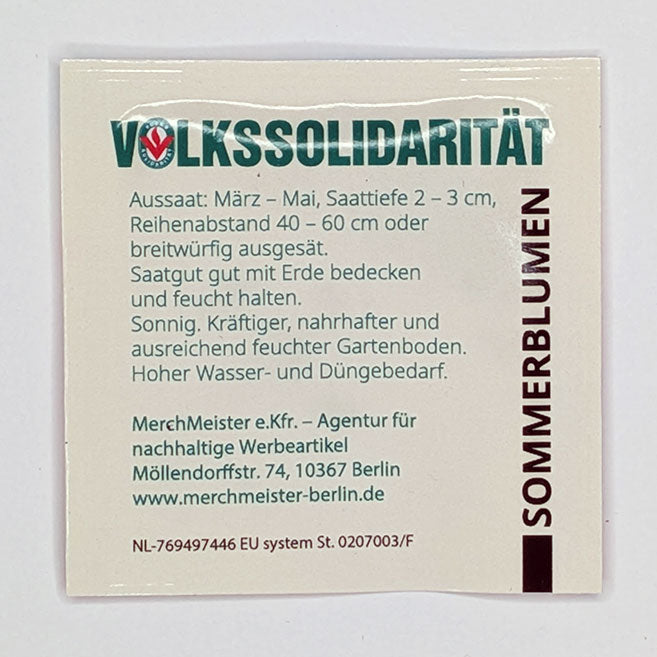 VOLKSSOLIDARITÄT
Aussaat: März – Mai, Saattiefe 2 – 3 cm,
Reihenabstand 40 – 60 cm oder
breitwürfig ausgesät.
Saatgut gut mit Erde bedecken
und feucht halten.
Sonnig. Kräftiger, nahrhafter und
ausreichend feuchter Gartenboden.
Hoher Wasser- und Düngebedarf.
MerchMeister e.Kfr. – Agentur für
nachhaltige Werbeartikel
Möllendorffstr. 74, 10367 Berlin
www.merchmeister-berlin.de
NL-769497446 EU system St. 0207003/F
SOMMERBLUMEN